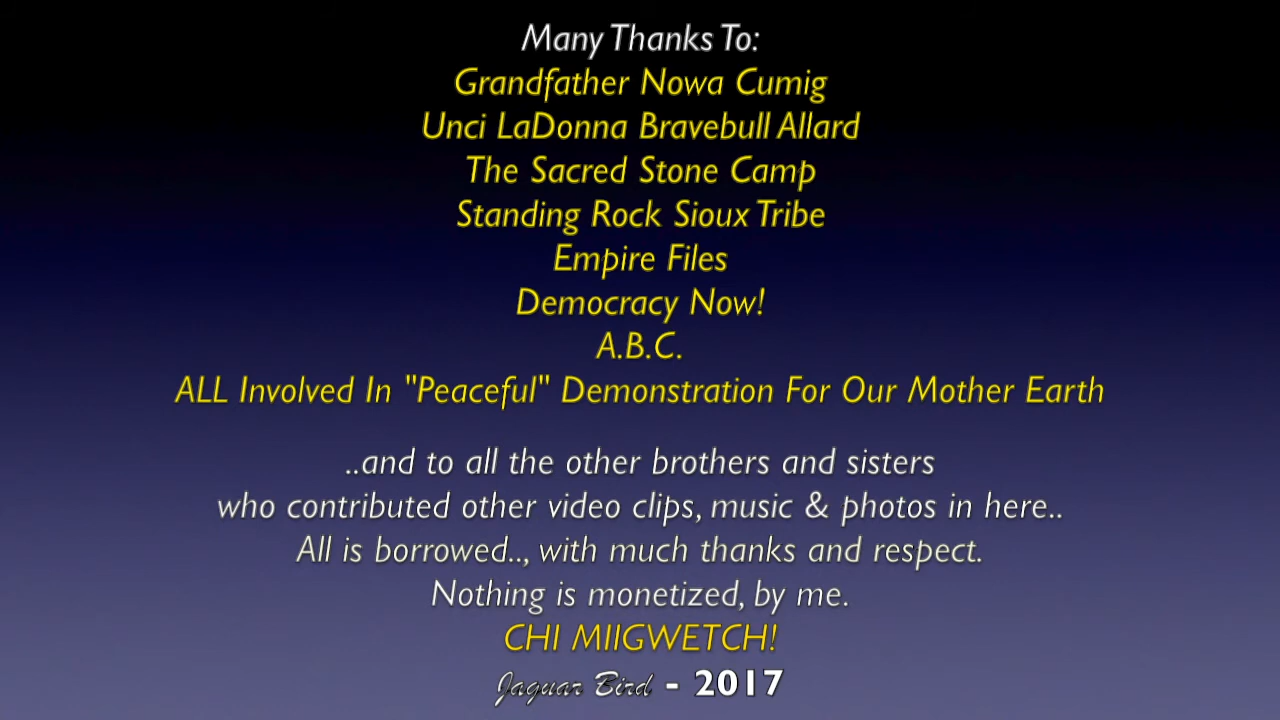 Many Thanks To:
Grandfather Nowa Cumig
Unci LaDonna Bravebull Allard
The Sacred Stone Camp
Standing Rock Sioux Tribe
Empire Files
Democracy Now!
A.B.C.
ALL Involved In "Peaceful" Demonstration For Our Mother Earth
..and to all the other brothers and sisters
who contributed other video clips, music & photos in here..
All is borrowed.., with much thanks and respect.
Nothing is monetized, by me.
CHI MIIGWETCH!
Jaguar Bird - 2017